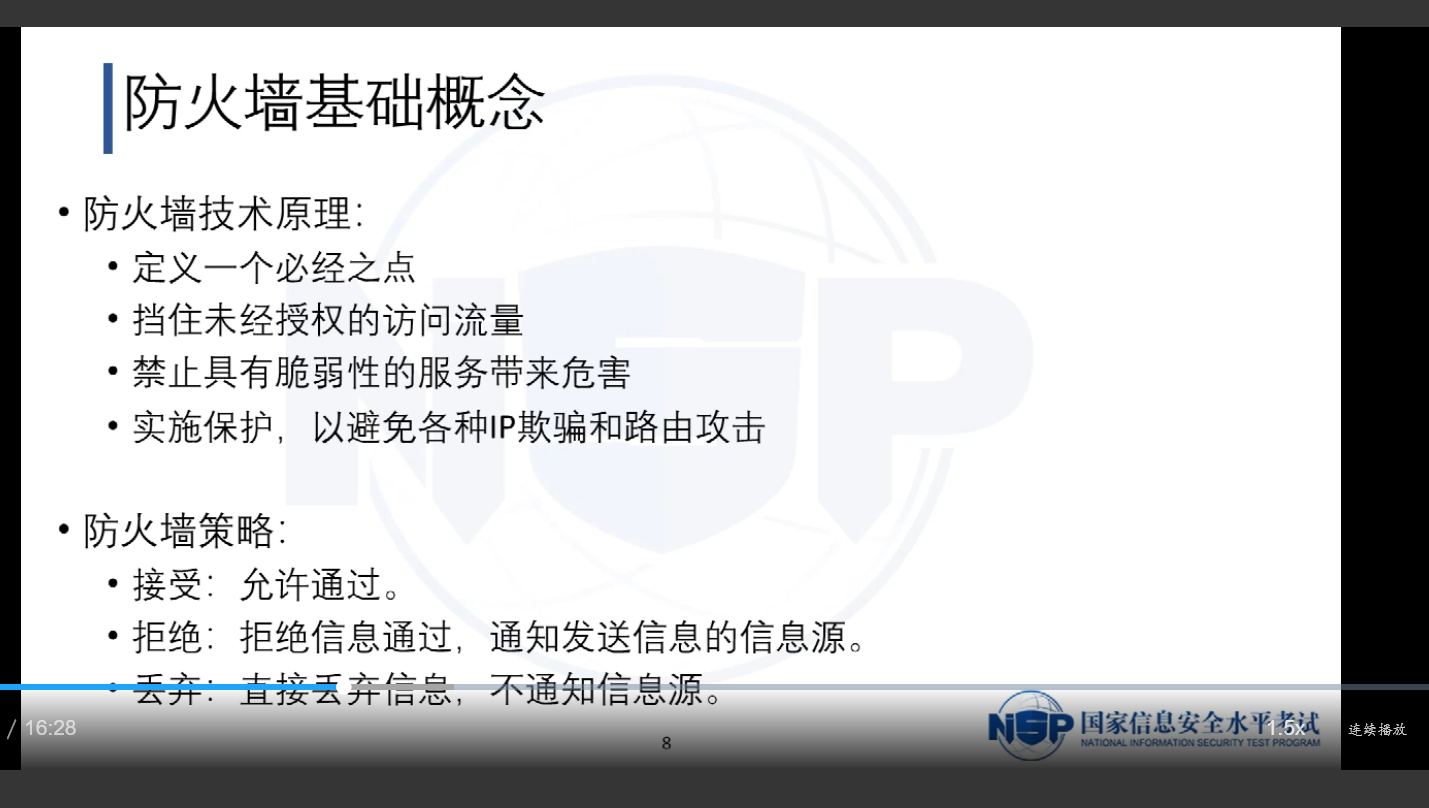 防火墙基础概念
• 防火墙技术原理：
• 定义一个必经之点
• 挡住未经授权的访问流量
• 禁止具有脆弱性的服务带来危害
• 实施保护，以避免各种IP欺骗和路由攻击
• 防火墙策略：
• 接受：允许通过。
• 拒绝：拒绝信息通过，通知发送信息的信息源。
• 丢弃：直接丢弃信息，不通知信息源。
/ 16:28
8
NSP 国家信息安全水平考试
NATIONAL INFORMATION SECURITY TEST PROGRAM
1.5x
连续播放